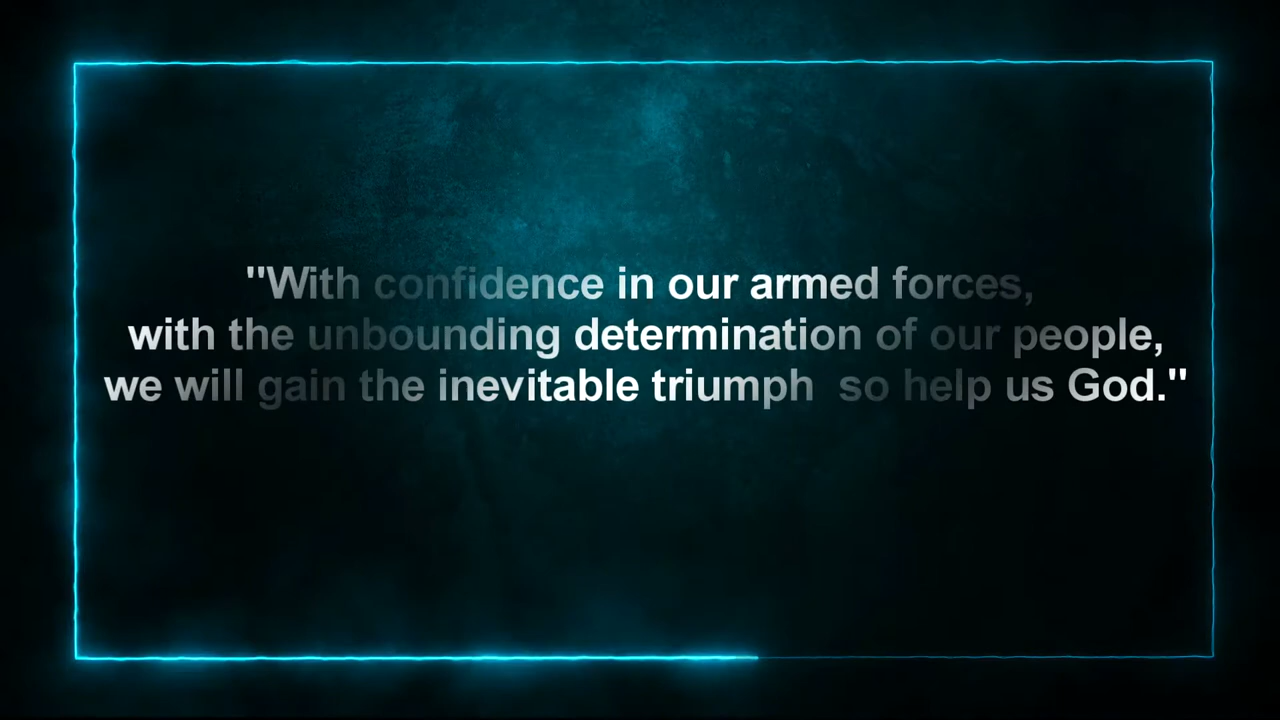 "With confidence in our armed forces,
with the unbounding determination of our people,
we will gain the inevitable triumph  so help us God."